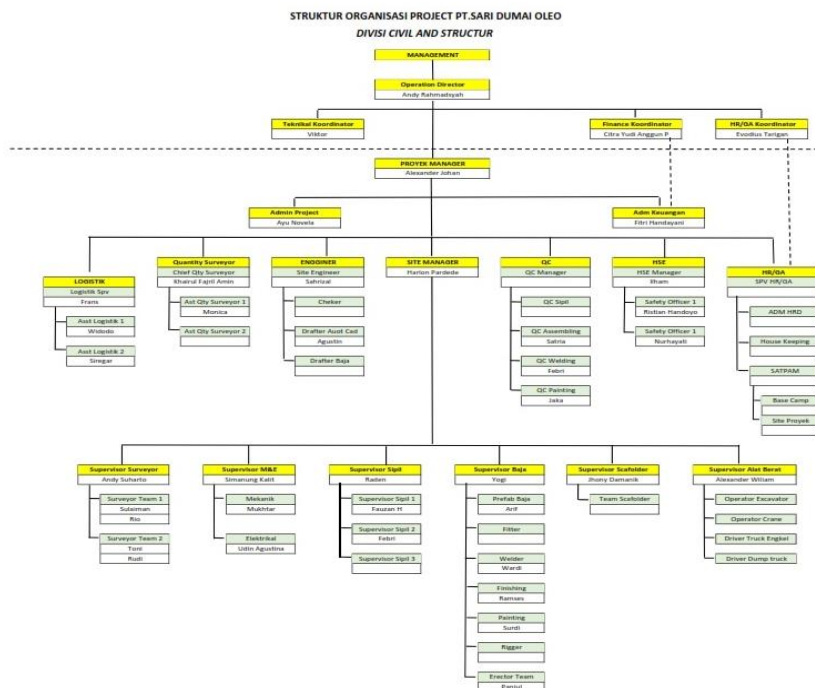 STRUKTUR ORGANISASI PROJECT PT.SARI DUMAI OLEO
DIVISI CIVIL AND STRUCTUR
MANAGEMENT
Operation Director
Andy Rahmadsyah
Teknikal Koordinator
Viktor
Finance Koordinator
Citra Yudi Anggun P
HR/GA Koordinator
Evodius Tarigan
PROYEK MANAGER
Alexander Johan
Admin Project
Ayu Novela
Adm Keuangan
Fitri Handayani
LOGISTIK
Logistik Spv
Frans
Asst Logistik 1
Widodo
Asst Logistik 2
Siregar
Quantity Surveyor
Chief Qty Surveyor
Khairul Fajril Amin
Ast Qty Surveyor 1
Monica
Ast Qty Surveyor 2
ENGGINER
Site Engineer
Sahrizal
Cheker
Drafter Auot Cad
Agustin
Drafter Baja
SITE MANAGER
Harlon Pardede
QC
QC Manager
QC Sipil
QC Assembling
Satria
QC Welding
Febri
QC Painting
Jaka
HSE
HSE Manager
Ilham
Safety Officer 1
Ristian Handoyo
Safety Officer 1
Nurhayati
HR/GA
SPV HR/GA
ADM HRD
House Keeping
SATPAM
Base Camp
Site Proyek
Supervisor Surveyor
Andy Suharto
Surveyor Team 1
Sulaiman
Rio
Surveyor Team 2
Toni
Rudi
Supervisor M&E
Simanung Kalit
Mekanik
Mukhtar
Elektrikal
Udin Agustina
Supervisor Sipil
Raden
Supervisor Sipil 1
Fauzan H
Supervisor Sipil 2
Febri
Supervisor Sipil 3
Supervisor Baja
Yogi
Prefab Baja
Arif
Fitter
Welder
Wardi
Finishing
Ramses
Painting
Surdi
Rigger
Erector Team
Panjul
Supervisor Scafolder
Jhony Damanik
Team Scafolder
Supervisor Alat Berat
Alexander Wiliam
Operator Excavator
Operator Crane
Driver Truck Engkel
Driver Dump truck